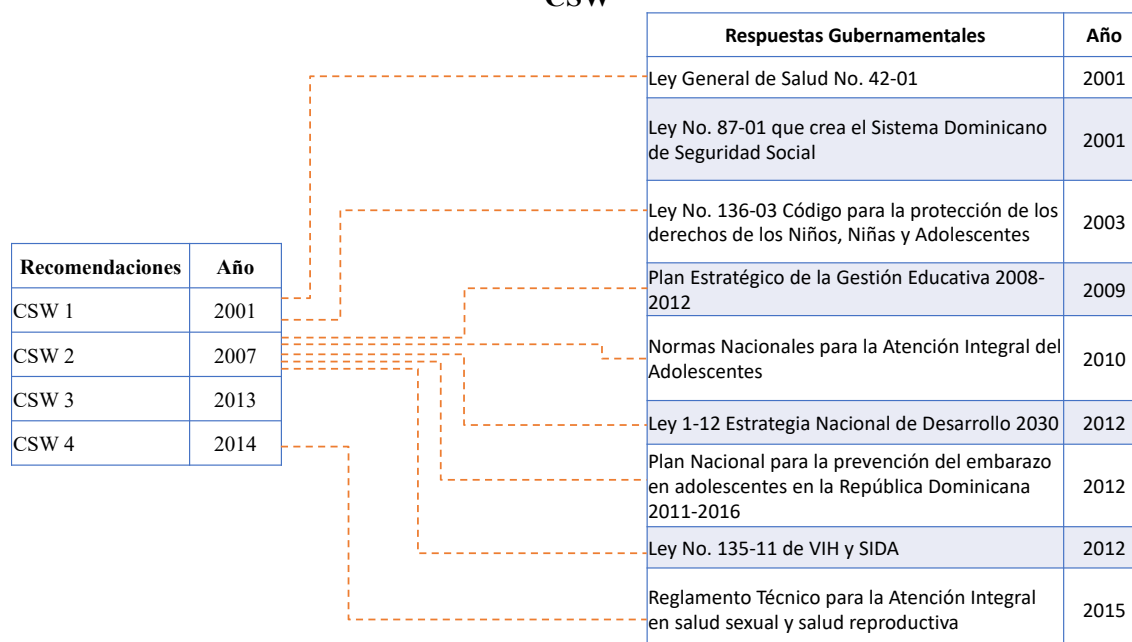 CSW
Respuestas Gubernamentales Año
Ley General de Salud No. 42-01 2001
Ley No. 87-01 que crea el Sistema Dominicano
de Seguridad Social 2001
Ley No. 136-03 Código para la protección de los
derechos de los Niños, Niñas y Adolescentes 2003
Plan Estratégico de la Gestión Educativa 2008-
2012 2009
Normas Nacionales para la Atención Integral del
Adolescentes 2010
Ley 1-12 Estrategia Nacional de Desarrollo 2030 2012
Plan Nacional para la prevención del embarazo
en adolescentes en la República Dominicana
2011-2016 2012
Ley No. 135-11 de VIH y SIDA 2012
Reglamento Técnico para la Atención Integral
en salud sexual y salud reproductiva 2015
Recomendaciones Año
CSW 1 2001
CSW 2 2007
CSW 3 2013
CSW 4 2014